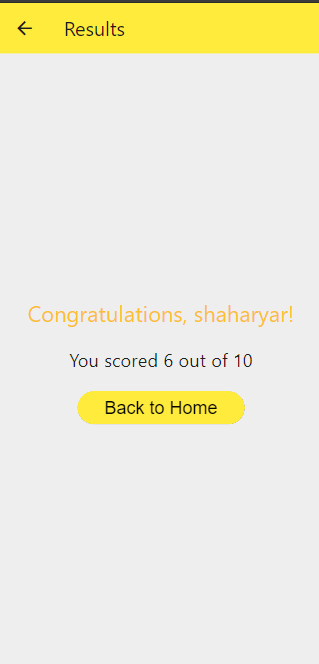 Results
Congratulations, shaharyar!
You scored 6 out of 10
Back to Home